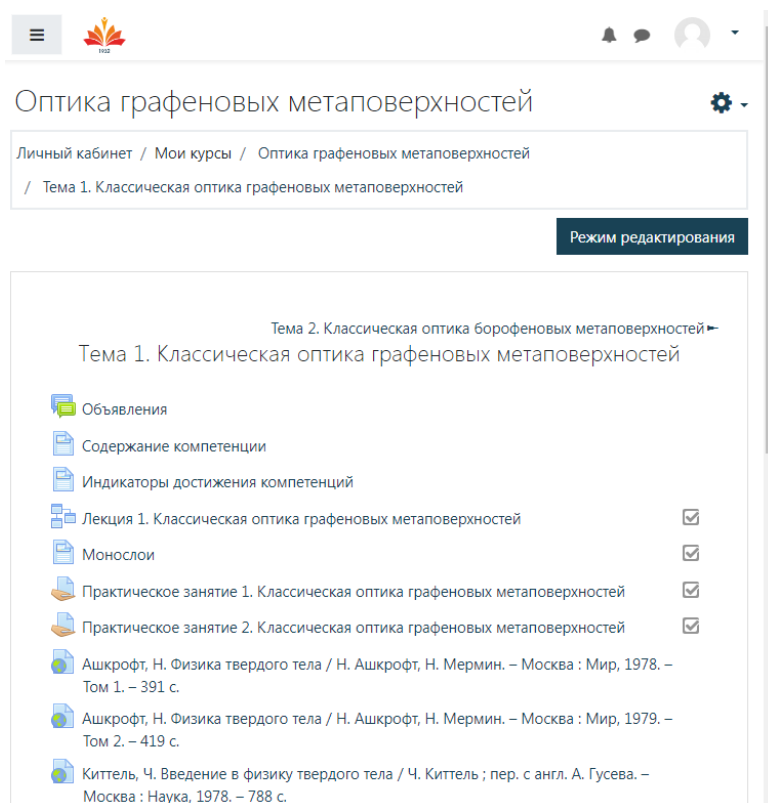 1952
Оптика графеновых метаповерхностей
Личный кабинет / Мои курсы / Оптика графеновых метаповерхностей
/ Тема 1. Классическая оптика графеновых метаповерхностей
Режим редактирования
Тема 2. Классическая оптика борофеновых метаповерхностей►
Тема 1. Классическая оптика графеновых метаповерхностей
Объявления
Содержание компетенции
Индикаторы достижения компетенций
Лекция 1. Классическая оптика графеновых метаповерхностей
Монослои
Практическое занятие 1. Классическая оптика графеновых метаповерхностей
Практическое занятие 2. Классическая оптика графеновых метаповерхностей
Ашкрофт, Н. Физика твердого тела / Н. Ашкрофт, Н. Мермин. – Москва : Мир, 1978. –
Том 1. – 391 с.
Ашкрофт, Н. Физика твердого тела / Н. Ашкрофт, Н. Мермин. – Москва : Мир, 1979. –
Том 2. – 419 с.
Киттель, Ч. Введение в физику твердого тела / Ч. Киттель ; пер. с англ. А. Гусева. –
Москва : Наука, 1978. – 788 с.